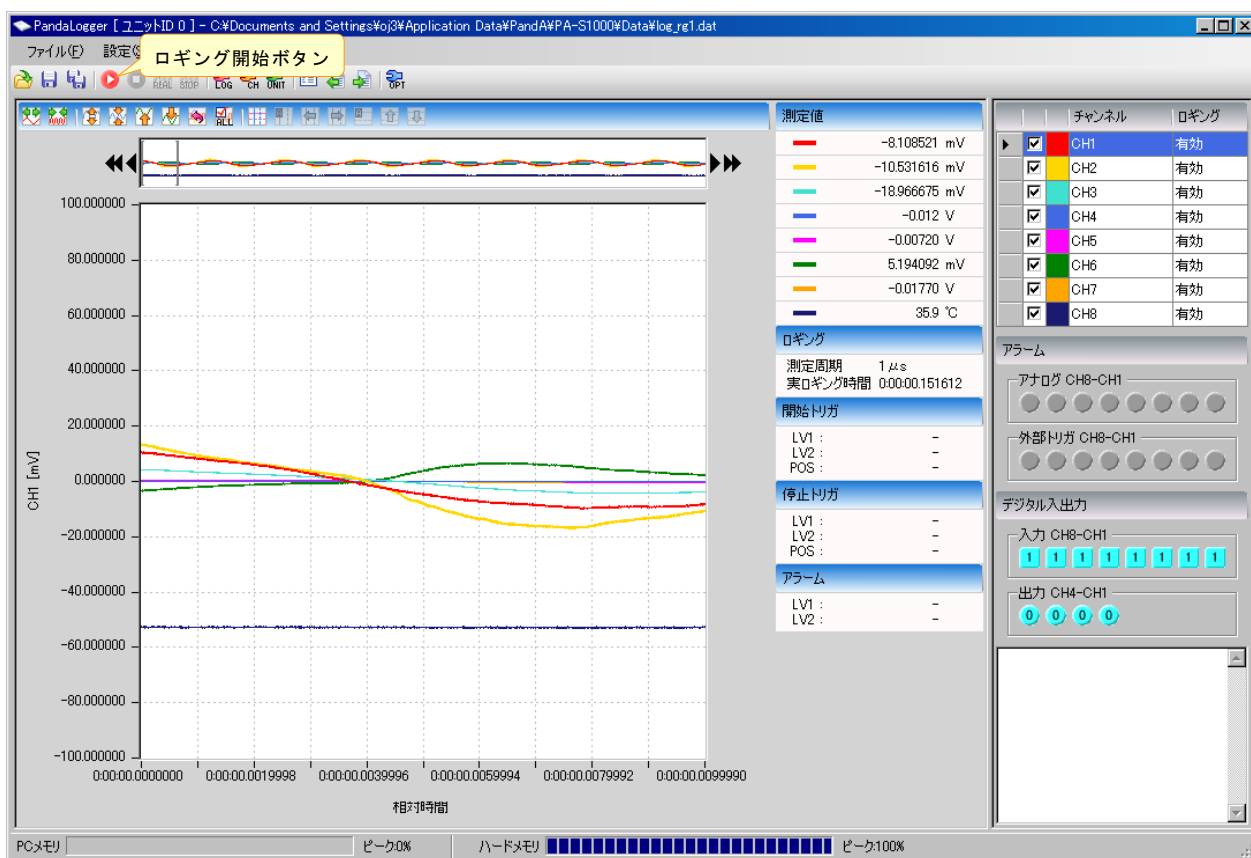 PandaLogger [ ユニットID 0 ] - C:¥Documents and Settings¥oj3¥Application Data¥PandA¥PA-S1000¥Data¥log_rg1.dat
ファイル(F) 設定(S
ロギング開始ボタン
REAL STOP LOG CH UNIT OPT
ALL
測定値
-8.108521 mV
-10.531616 mV
-18.966675 mV
-0.012 V
-0.00720 V
5.194092 mV
-0.01770 V
35.9 ℃
ロギング
測定周期 1 μs
実ロギング時間 0:00:00.151612
開始トリガ
LV1 : -
LV2 : -
POS : -
停止トリガ
LV1 : -
LV2 : -
POS : -
アラーム
LV1 : -
LV2 : -
100.000000
80.000000
60.000000
40.000000
20.000000
0.000000
-20.000000
-40.000000
-60.000000
-80.000000
-100.000000
CH1 [mV]
0:00:00.0000000 0:00:00.0019998 0:00:00.0039996 0:00:00.0059994 0:00:00.0079992 0:00:00.0099990
相対時間
チャンネル ロギング
CH1 有効
CH2 有効
CH3 有効
CH4 有効
CH5 有効
CH6 有効
CH7 有効
CH8 有効
アラーム
アナログ CH8-CH1
外部トリガ CH8-CH1
デジタル入出力
入力 CH8-CH1
1 1 1 1 1 1 1 1
出力 CH4-CH1
0 0 0 0
PCメモリ ピーク:0% ハードメモリ ピーク:100%